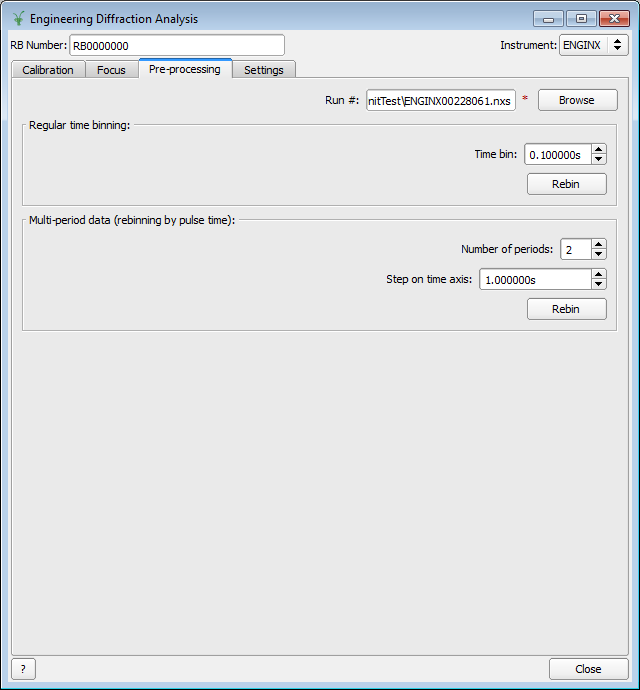 Engineering Diffraction Analysis
RB Number: RB0000000 Instrument: ENGINX
Calibration Focus Pre-processing Settings
Run #: nitTest\ENGINX00228061.nxs * Browse
Regular time binning:
Time bin: 0.100000s
Rebin
Multi-period data (rebinning by pulse time):
Number of periods: 2
Step on time axis: 1.000000s
Rebin
? Close